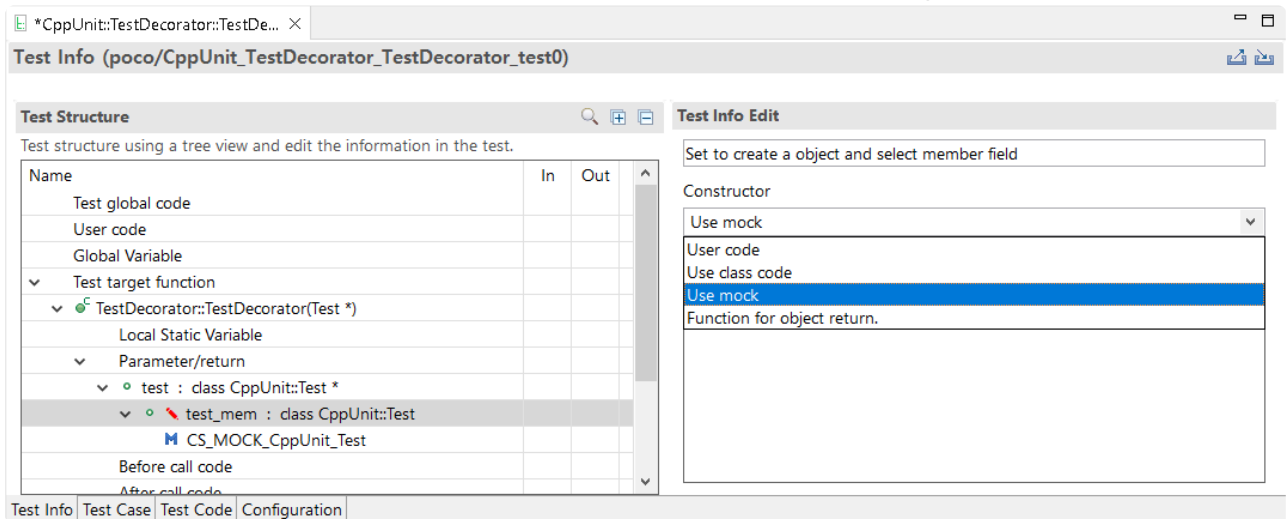 *CppUnit::TestDecorator::TestDe...
Test Info (poco/CppUnit_TestDecorator_TestDecorator_test0)
Test Structure
Test structure using a tree view and edit the information in the test.
Name In Out
Test global code
User code
Global Variable
Test target function
TestDecorator::TestDecorator(Test *)
Local Static Variable
Parameter/return
test : class CppUnit::Test *
test_mem : class CppUnit::Test
M CS_MOCK_CppUnit_Test
Before call code
After call code
Test Info Edit
Set to create a object and select member field
Constructor
Use mock
User code
Use class code
Use mock
Function for object return.
Test Info Test Case Test Code Configuration